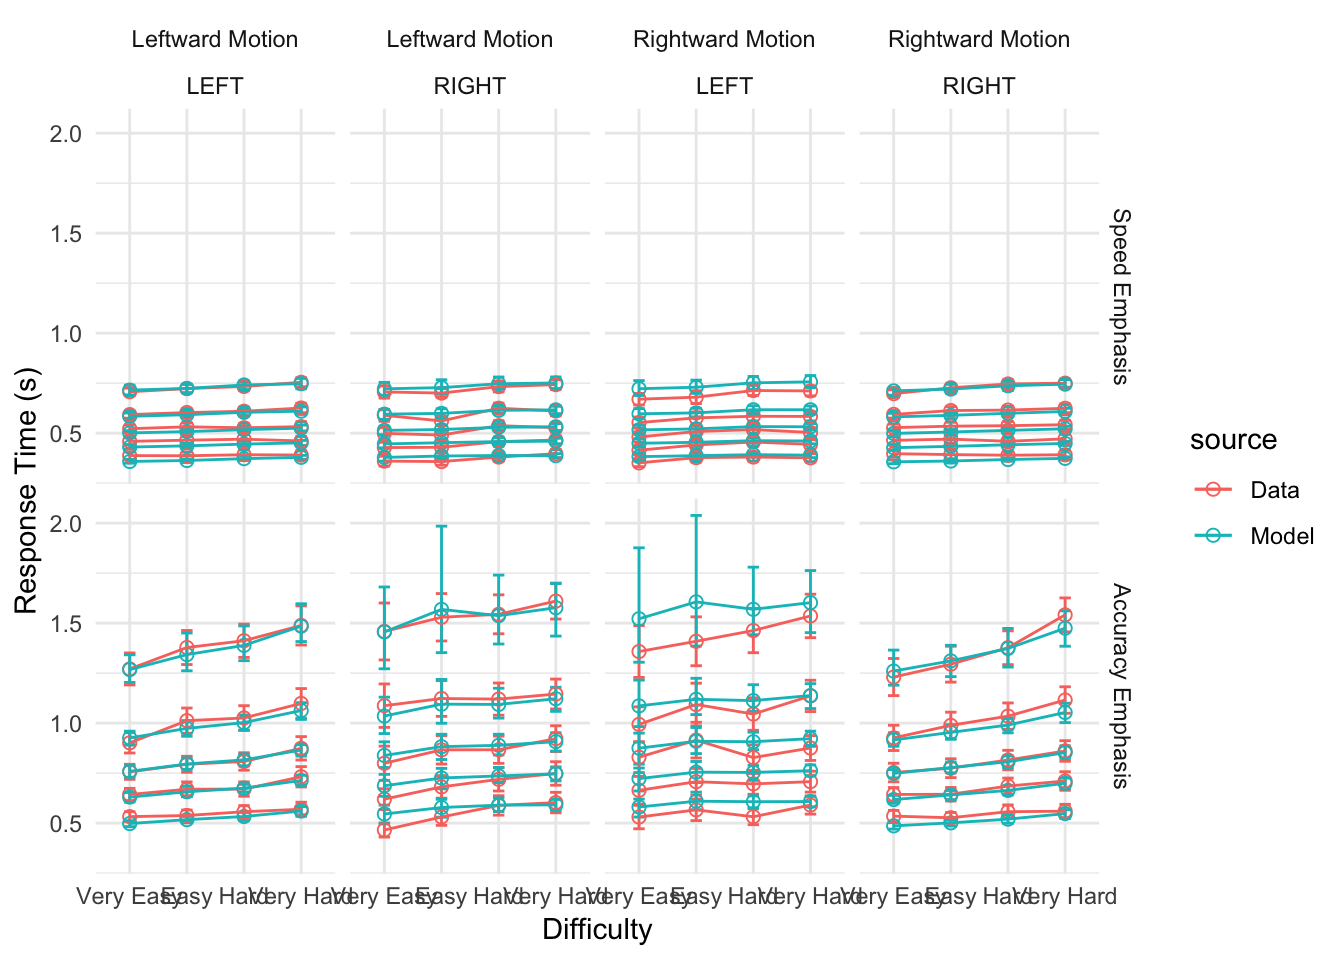 Leftward Motion Leftward Motion Rightward Motion Rightward Motion
LEFT RIGHT LEFT RIGHT
2.0
1.5
1.0
0.5
Speed Emphasis
2.0
1.5
1.0
0.5
Accuracy Emphasis
Response Time (s)
Very Easy Easy Hard Very Hard Very Easy Easy Hard Very Hard Very Easy Easy Hard Very Hard Very Easy Easy Hard Very Hard
Difficulty
source
Data
Model